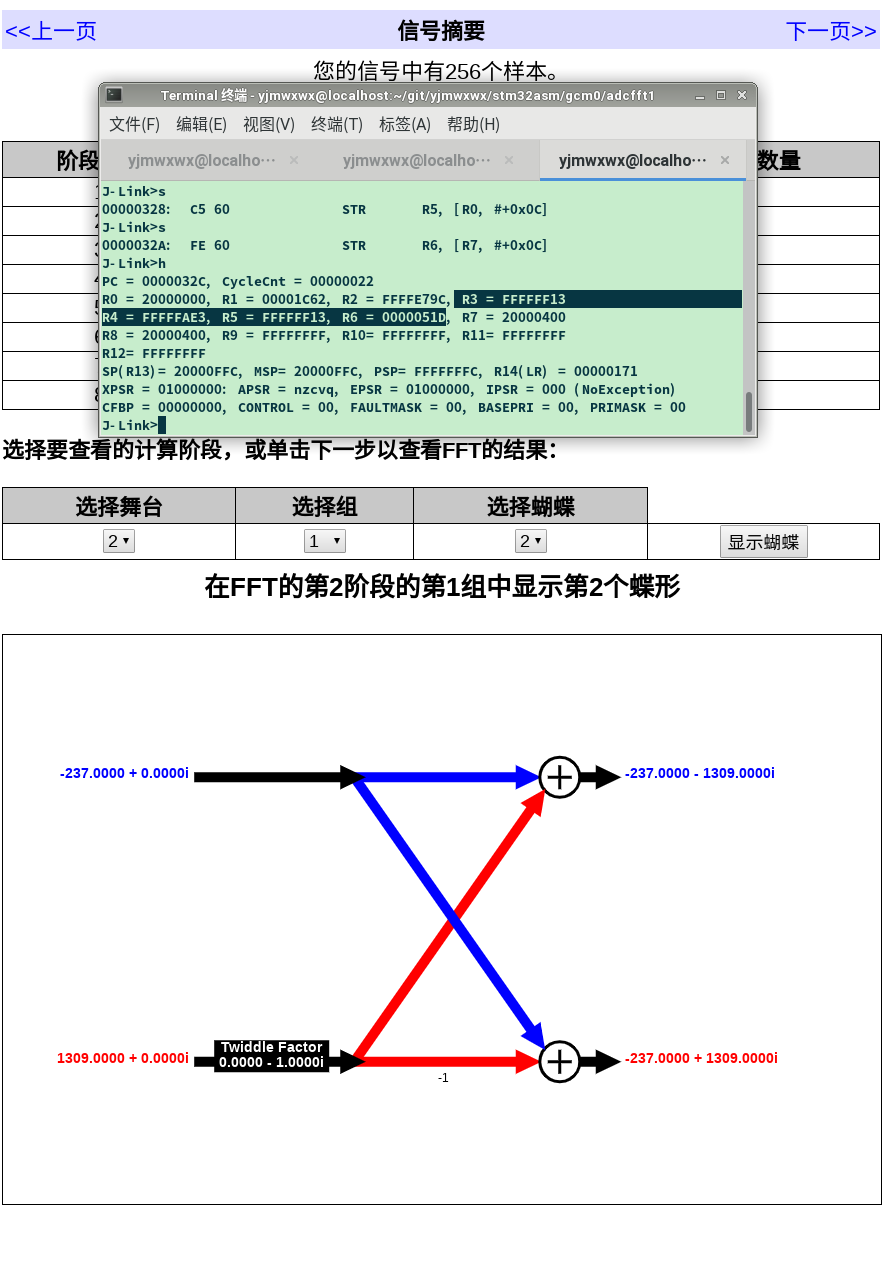 <<上一页 信号摘要 下一页>>
您的信号中有256个样本。
Terminal 终端 - yjmwxwx@localhost:~/git/yjmwxwx/stm32asm/gcm0/adcfft1
文件(F) 编辑(E) 视图(V) 终端(T) 标签(A) 帮助(H)
阶段 yjmwxwx@localho··· × yjmwxwx@localho··· × yjmwxwx@localho··· × 数量
J-Link>s
00000328: C5 60 STR R5, [R0, #+0x0C]
J-Link>s
0000032A: FE 60 STR R6, [R7, #+0x0C]
J-Link>h
PC = 0000032C, CycleCnt = 00000022
R0 = 20000000, R1 = 00001C62, R2 = FFFFE79C, R3 = FFFFFF13
R4 = FFFFFAE3, R5 = FFFFFF13, R6 = 0000051D, R7 = 20000400
R8 = 20000400, R9 = FFFFFFFF, R10= FFFFFFFF, R11= FFFFFFFF
R12= FFFFFFFF
SP(R13)= 20000FFC, MSP= 20000FFC, PSP= FFFFFFFC, R14(LR) = 00000171
XPSR = 01000000: APSR = nzcvq, EPSR = 01000000, IPSR = 000 (NoException)
CFBP = 00000000, CONTROL = 00, FAULTMASK = 00, BASEPRI = 00, PRIMASK = 00
J-Link>
选择要查看的计算阶段，或单击下一步以查看FFT的结果：
选择舞台 选择组 选择蝴蝶
2 1 2 显示蝴蝶
在FFT的第2阶段的第1组中显示第2个蝶形
-237.0000 + 0.0000i -237.0000 - 1309.0000i
1309.0000 + 0.0000i Twiddle Factor -237.0000 + 1309.0000i
0.0000 - 1.0000i
-1